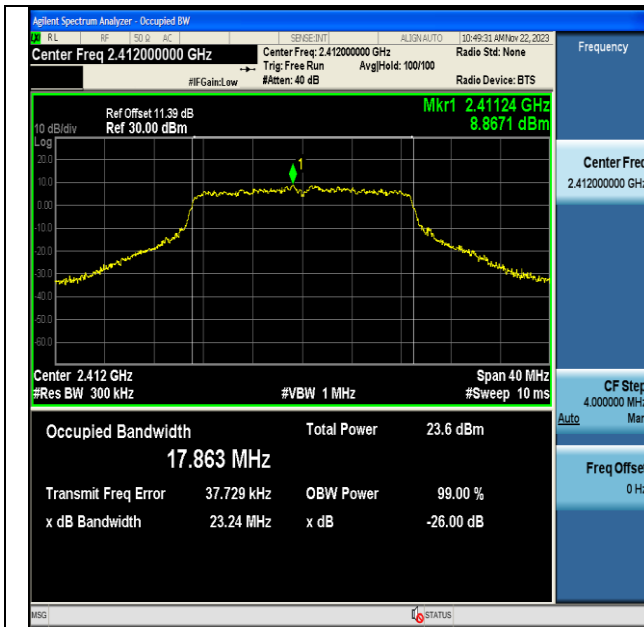 Agilent Spectrum Analyzer - Occupied BW
RL RF 50 Ω AC SENSE:INT ALIGNAUTO 10:49:31 AM Nov 22, 2023
Center Freq 2.412000000 GHz
Center Freq: 2.412000000 GHz
Radio Std: None
Trig: Free Run
Avg|Hold: 100/100
#IFGain:Low
#Atten: 40 dB
Radio Device: BTS
Frequency
Ref Offset 11.39 dB
Mkr1 2.41124 GHz
10 dB/div
Ref 30.00 dBm
8.8671 dBm
Log
20.0
1
10.0
0.00
-10.0
-20.0
-30.0
-40.0
-50.0
-60.0
Center 2.412 GHz
Span 40 MHz
#Res BW 300 kHz
#VBW 1 MHz
#Sweep 10 ms
Occupied Bandwidth
Total Power 23.6 dBm
17.863 MHz
Transmit Freq Error 37.729 kHz
OBW Power 99.00 %
x dB Bandwidth 23.24 MHz
x dB -26.00 dB
Center Freq
2.412000000 GHz
CF Step
4.000000 MHz
Auto Man
Freq Offset
0 Hz
MSG
STATUS